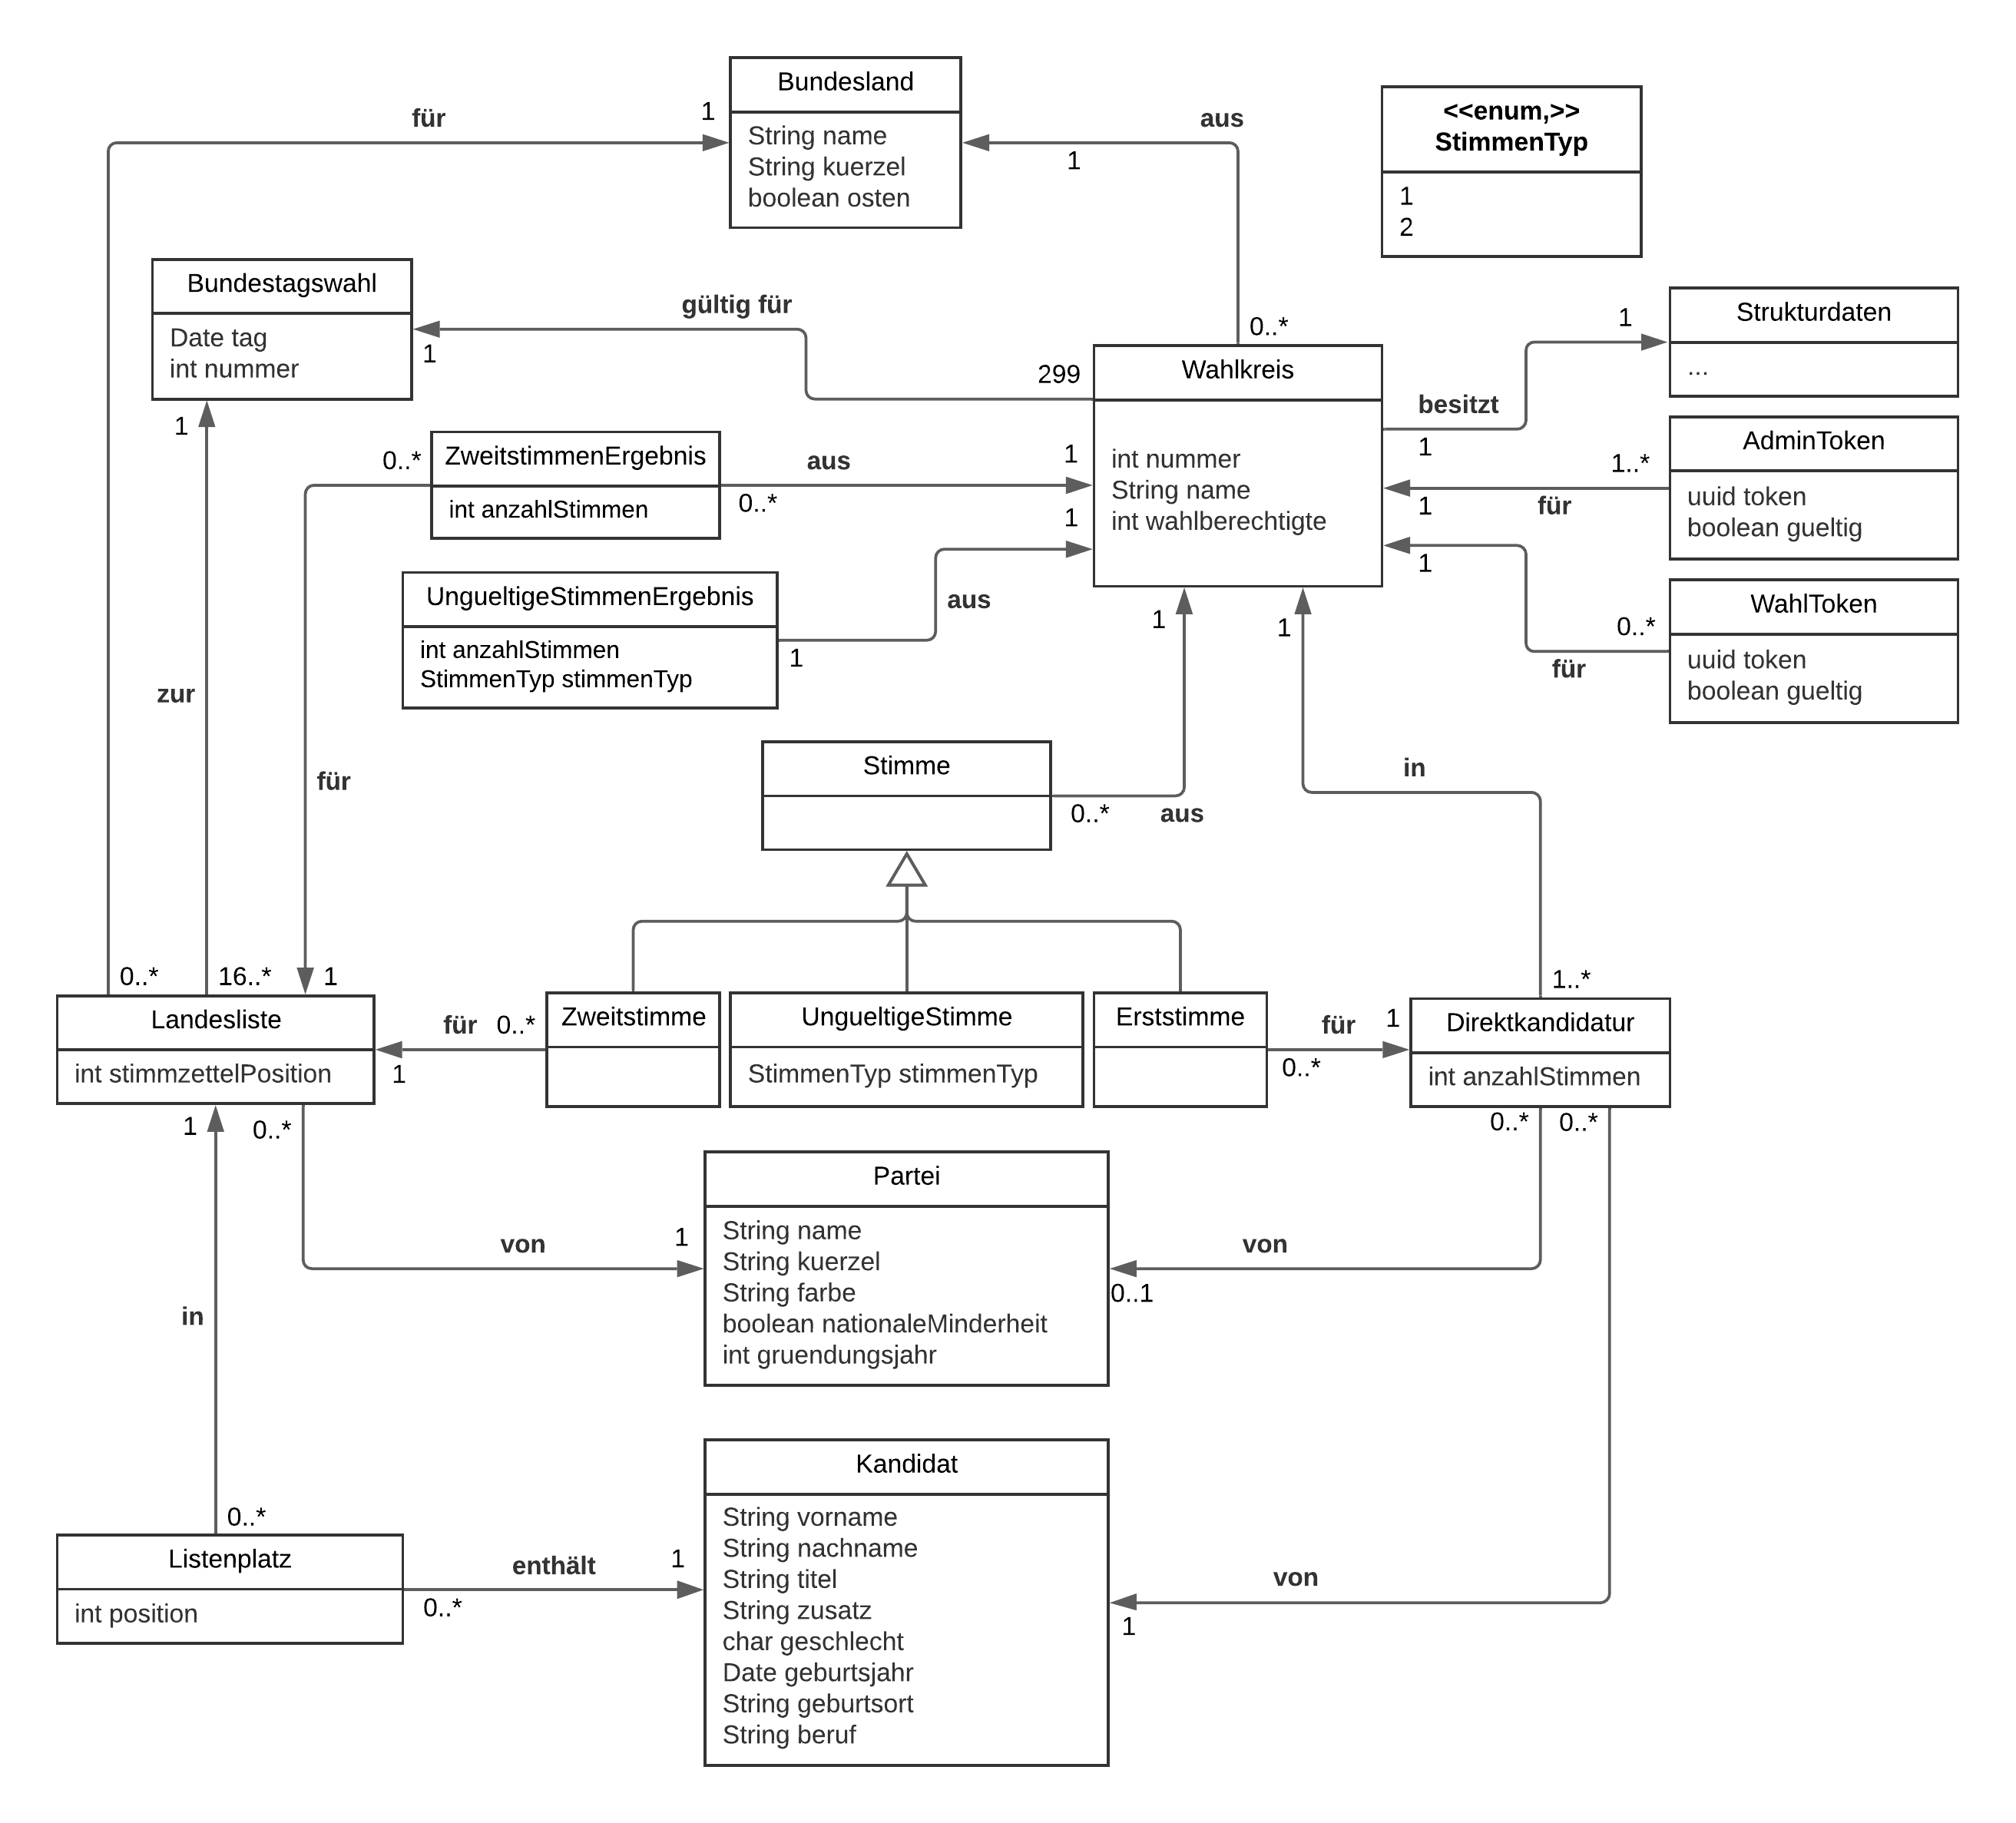 Bundesland
String name
String kuerzel
boolean osten
für
1
aus
1
<<enum,>>
StimmenTyp
1
2
Bundestagswahl
Date tag
int nummer
gültig für
1
299
0..*
Wahlkreis
int nummer
String name
int wahlberechtigte
1
Strukturdaten
...
besitzt
1
AdminToken
uuid token
boolean gueltig
1..*
1
für
WahlToken
uuid token
boolean gueltig
1
0..*
für
1
0..*
ZweitstimmenErgebnis
int anzahlStimmen
aus
1
0..*
1
UngueltigeStimmenErgebnis
int anzahlStimmen
StimmenTyp stimmenTyp
aus
1
1
1
zur
für
Stimme
0..*
aus
in
0..*
16..*
1
1..*
Landesliste
int stimmzettelPosition
für
0..*
1
Zweitstimme
UngueltigeStimme
StimmenTyp stimmenTyp
Erststimme
für
1
0..*
Direktkandidatur
int anzahlStimmen
1
0..*
0..*
0..*
Partei
String name
String kuerzel
String farbe
boolean nationaleMinderheit
int gruendungsjahr
von
1
von
0..1
in
Kandidat
String vorname
String nachname
String titel
String zusatz
char geschlecht
Date geburtsjahr
String geburtsort
String beruf
0..*
Listenplatz
int position
enthält
1
0..*
von
1